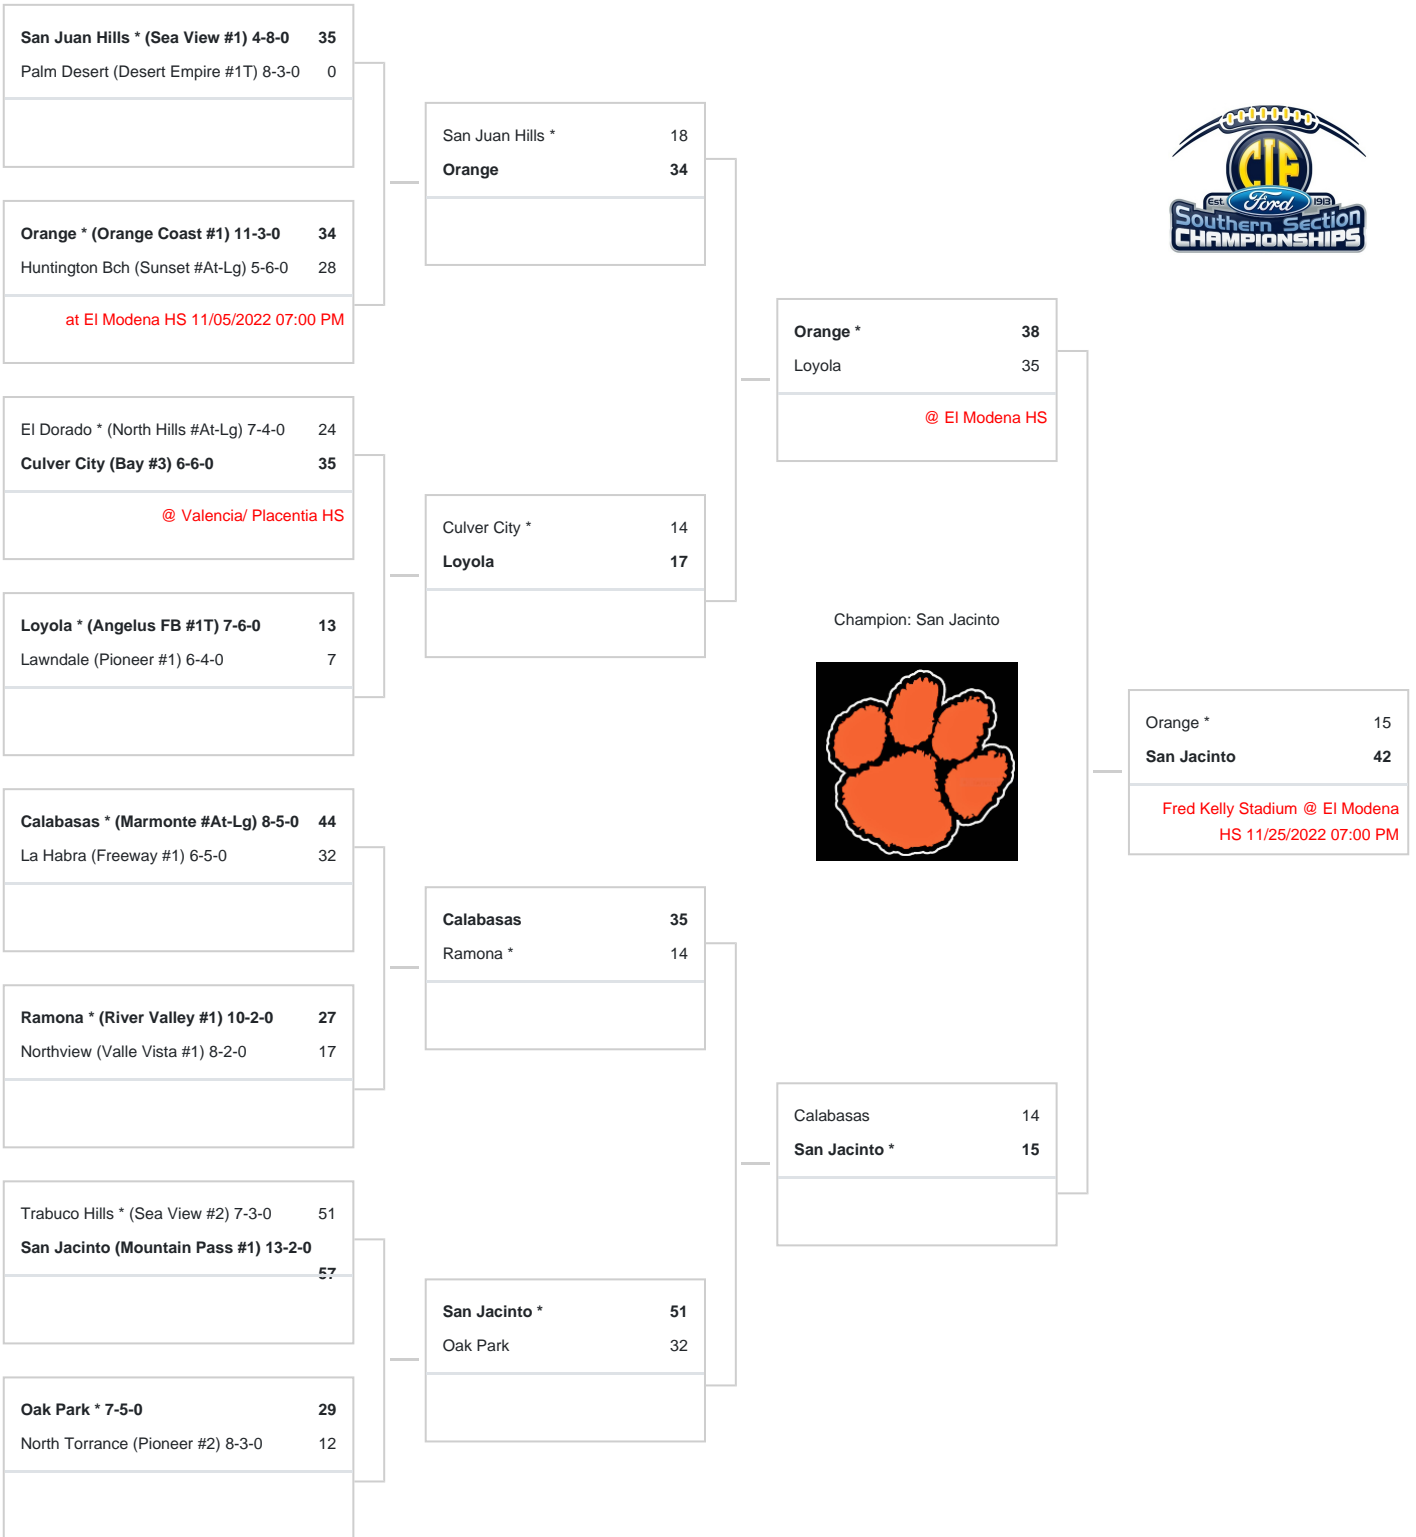 San Juan Hills * (Sea View #1) 4-8-0 35
Palm Desert (Desert Empire #1T) 8-3-0 0
Orange * (Orange Coast #1) 11-3-0 34
Huntington Bch (Sunset #At-Lg) 5-6-0 28
at El Modena HS 11/05/2022 07:00 PM
El Dorado * (North Hills #At-Lg) 7-4-0 24
Culver City (Bay #3) 6-6-0 35
@ Valencia/ Placentia HS
Loyola * (Angelus FB #1T) 7-6-0 13
Lawndale (Pioneer #1) 6-4-0 7
Calabasas * (Marmonte #At-Lg) 8-5-0 44
La Habra (Freeway #1) 6-5-0 32
Ramona * (River Valley #1) 10-2-0 27
Northview (Valle Vista #1) 8-2-0 17
Trabuco Hills * (Sea View #2) 7-3-0 51
San Jacinto (Mountain Pass #1) 13-2-0
57
Oak Park * 7-5-0 29
North Torrance (Pioneer #2) 8-3-0 12
San Juan Hills * 18
Orange 34
Culver City * 14
Loyola 17
Calabasas 35
Ramona * 14
San Jacinto * 51
Oak Park 32
Orange * 38
Loyola 35
@ El Modena HS
Calabasas 14
San Jacinto * 15
Champion: San Jacinto
Orange * 15
San Jacinto 42
Fred Kelly Stadium @ El Modena
HS 11/25/2022 07:00 PM
CIF
Est. Ford 1913
Southern Section
CHAMPIONSHIPS